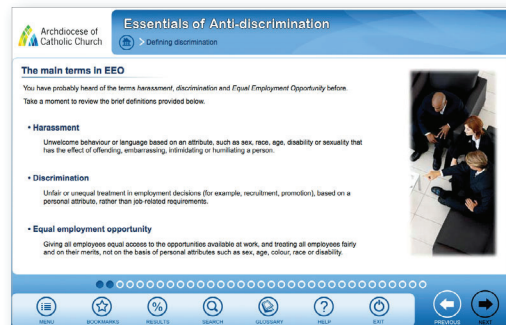 Archdiocese of
Catholic Church
Essentials of Anti-discrimination
> Defining discrimination
The main terms in EEO
You have probably heard of the terms harassment, discrimination and Equal Employment Opportunity before.
Take a moment to review the brief definitions provided below.
• Harassment
Unwelcome behaviour or language based on an attribute, such as sex, race, age, disability or sexuality that
has the effect of offending, embarrassing, intimidating or humiliating a person.
• Discrimination
Unfair or unequal treatment in employment decisions (for example, recruitment, promotion), based on a
personal attribute, rather than job-related requirements.
• Equal employment opportunity
Giving all employees equal access to the opportunities available at work, and treating all employees fairly
and on their merits, not on the basis of personal attributes such as sex, age, colour, race or disability.
MENU BOOKMARKS RESULTS SEARCH GLOSSARY HELP EXIT PREVIOUS NEXT